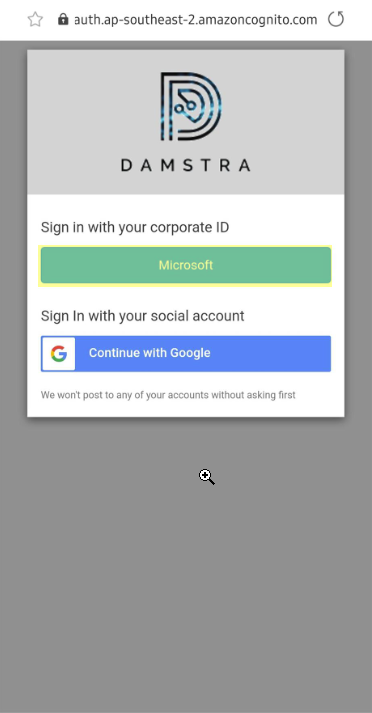 auth.ap-southeast-2.amazoncognito.com
DAMSTRA
Sign in with your corporate ID
Microsoft
Sign In with your social account
Continue with Google
We won't post to any of your accounts without asking first